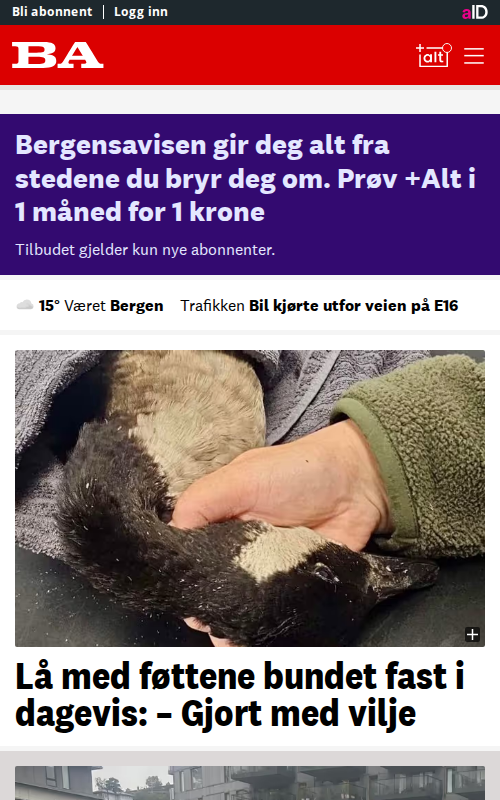 Bli abonnent
Logg inn
aID
BA
+alt
Bergensavisen gir deg alt fra
stedene du bryr deg om. Prøv +Alt i
1 måned for 1 krone
Tilbudet gjelder kun nye abonnenter.
15° Været Bergen Trafikken Bil kjørte utfor veien på E16
Lå med føttene bundet fast i
dagevis: – Gjort med vilje